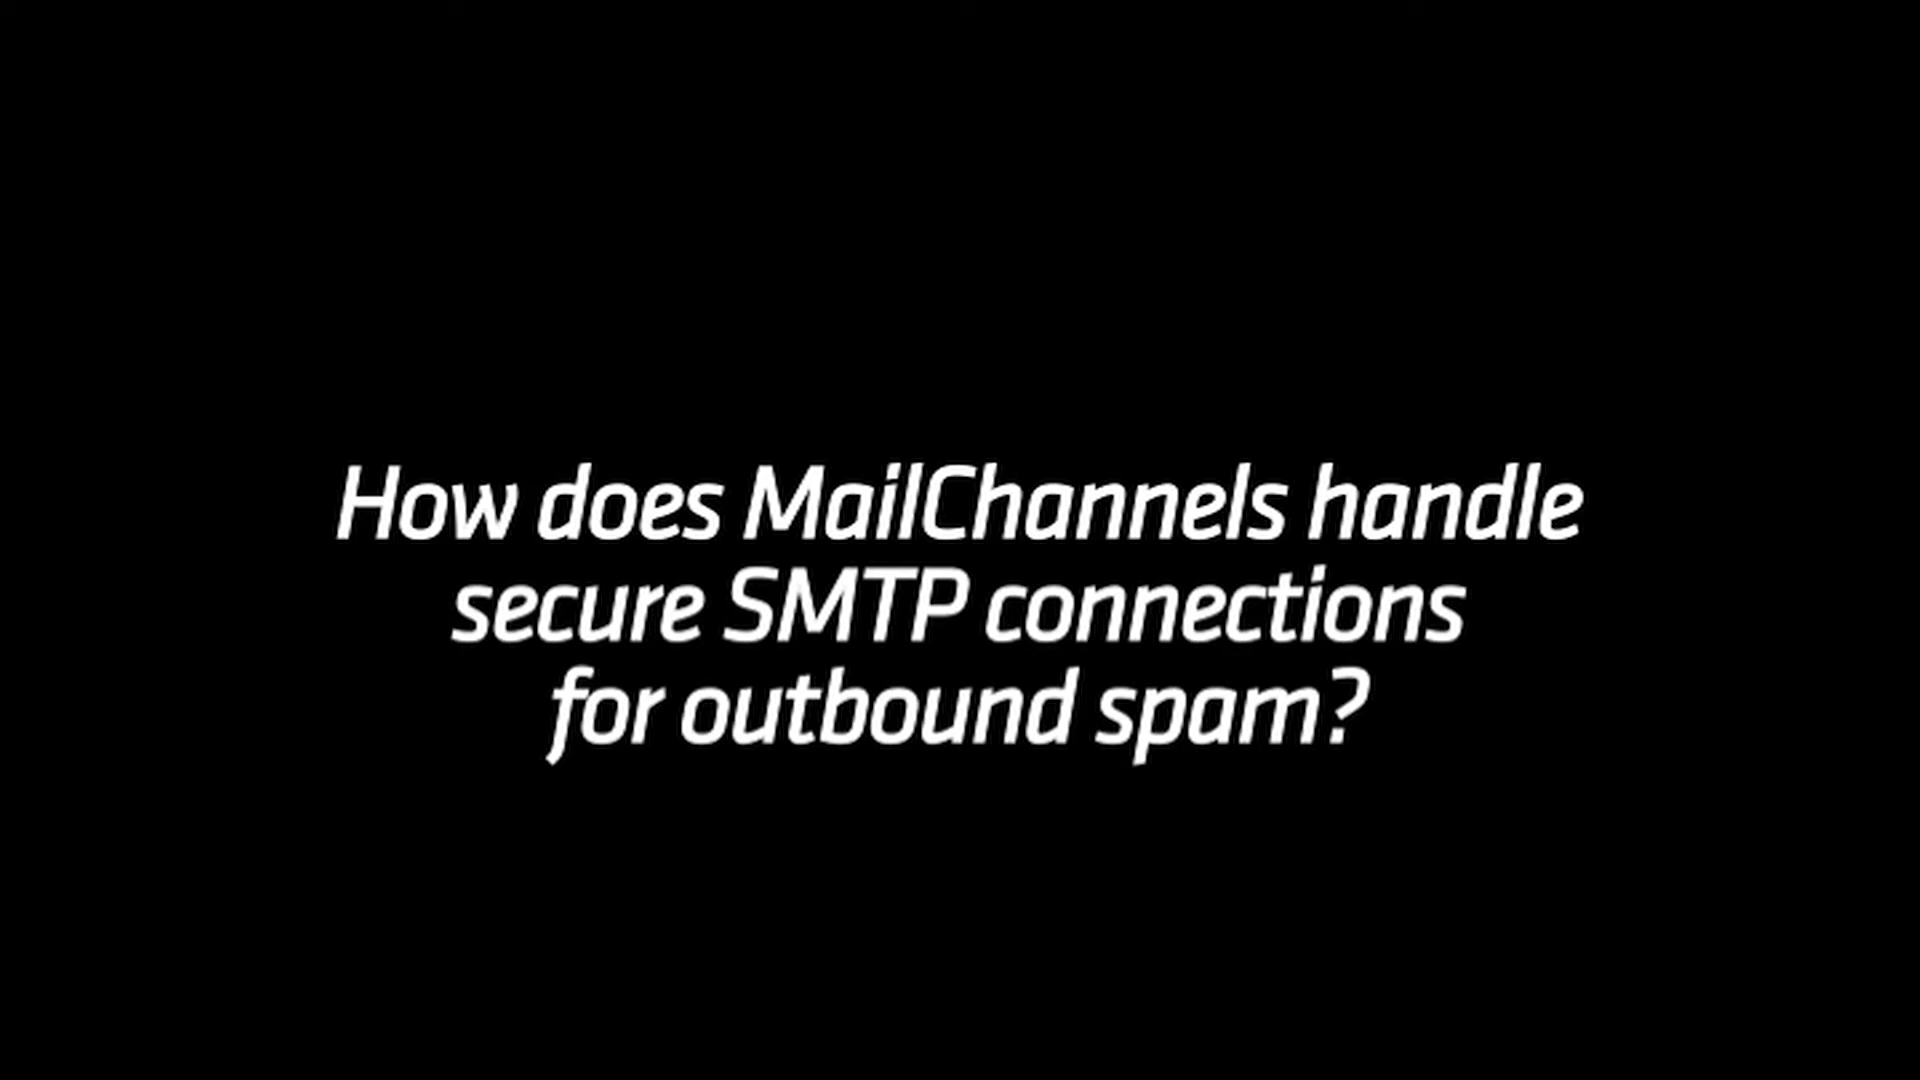 How does MailChannels handle
secure SMTP connections
for outbound spam?